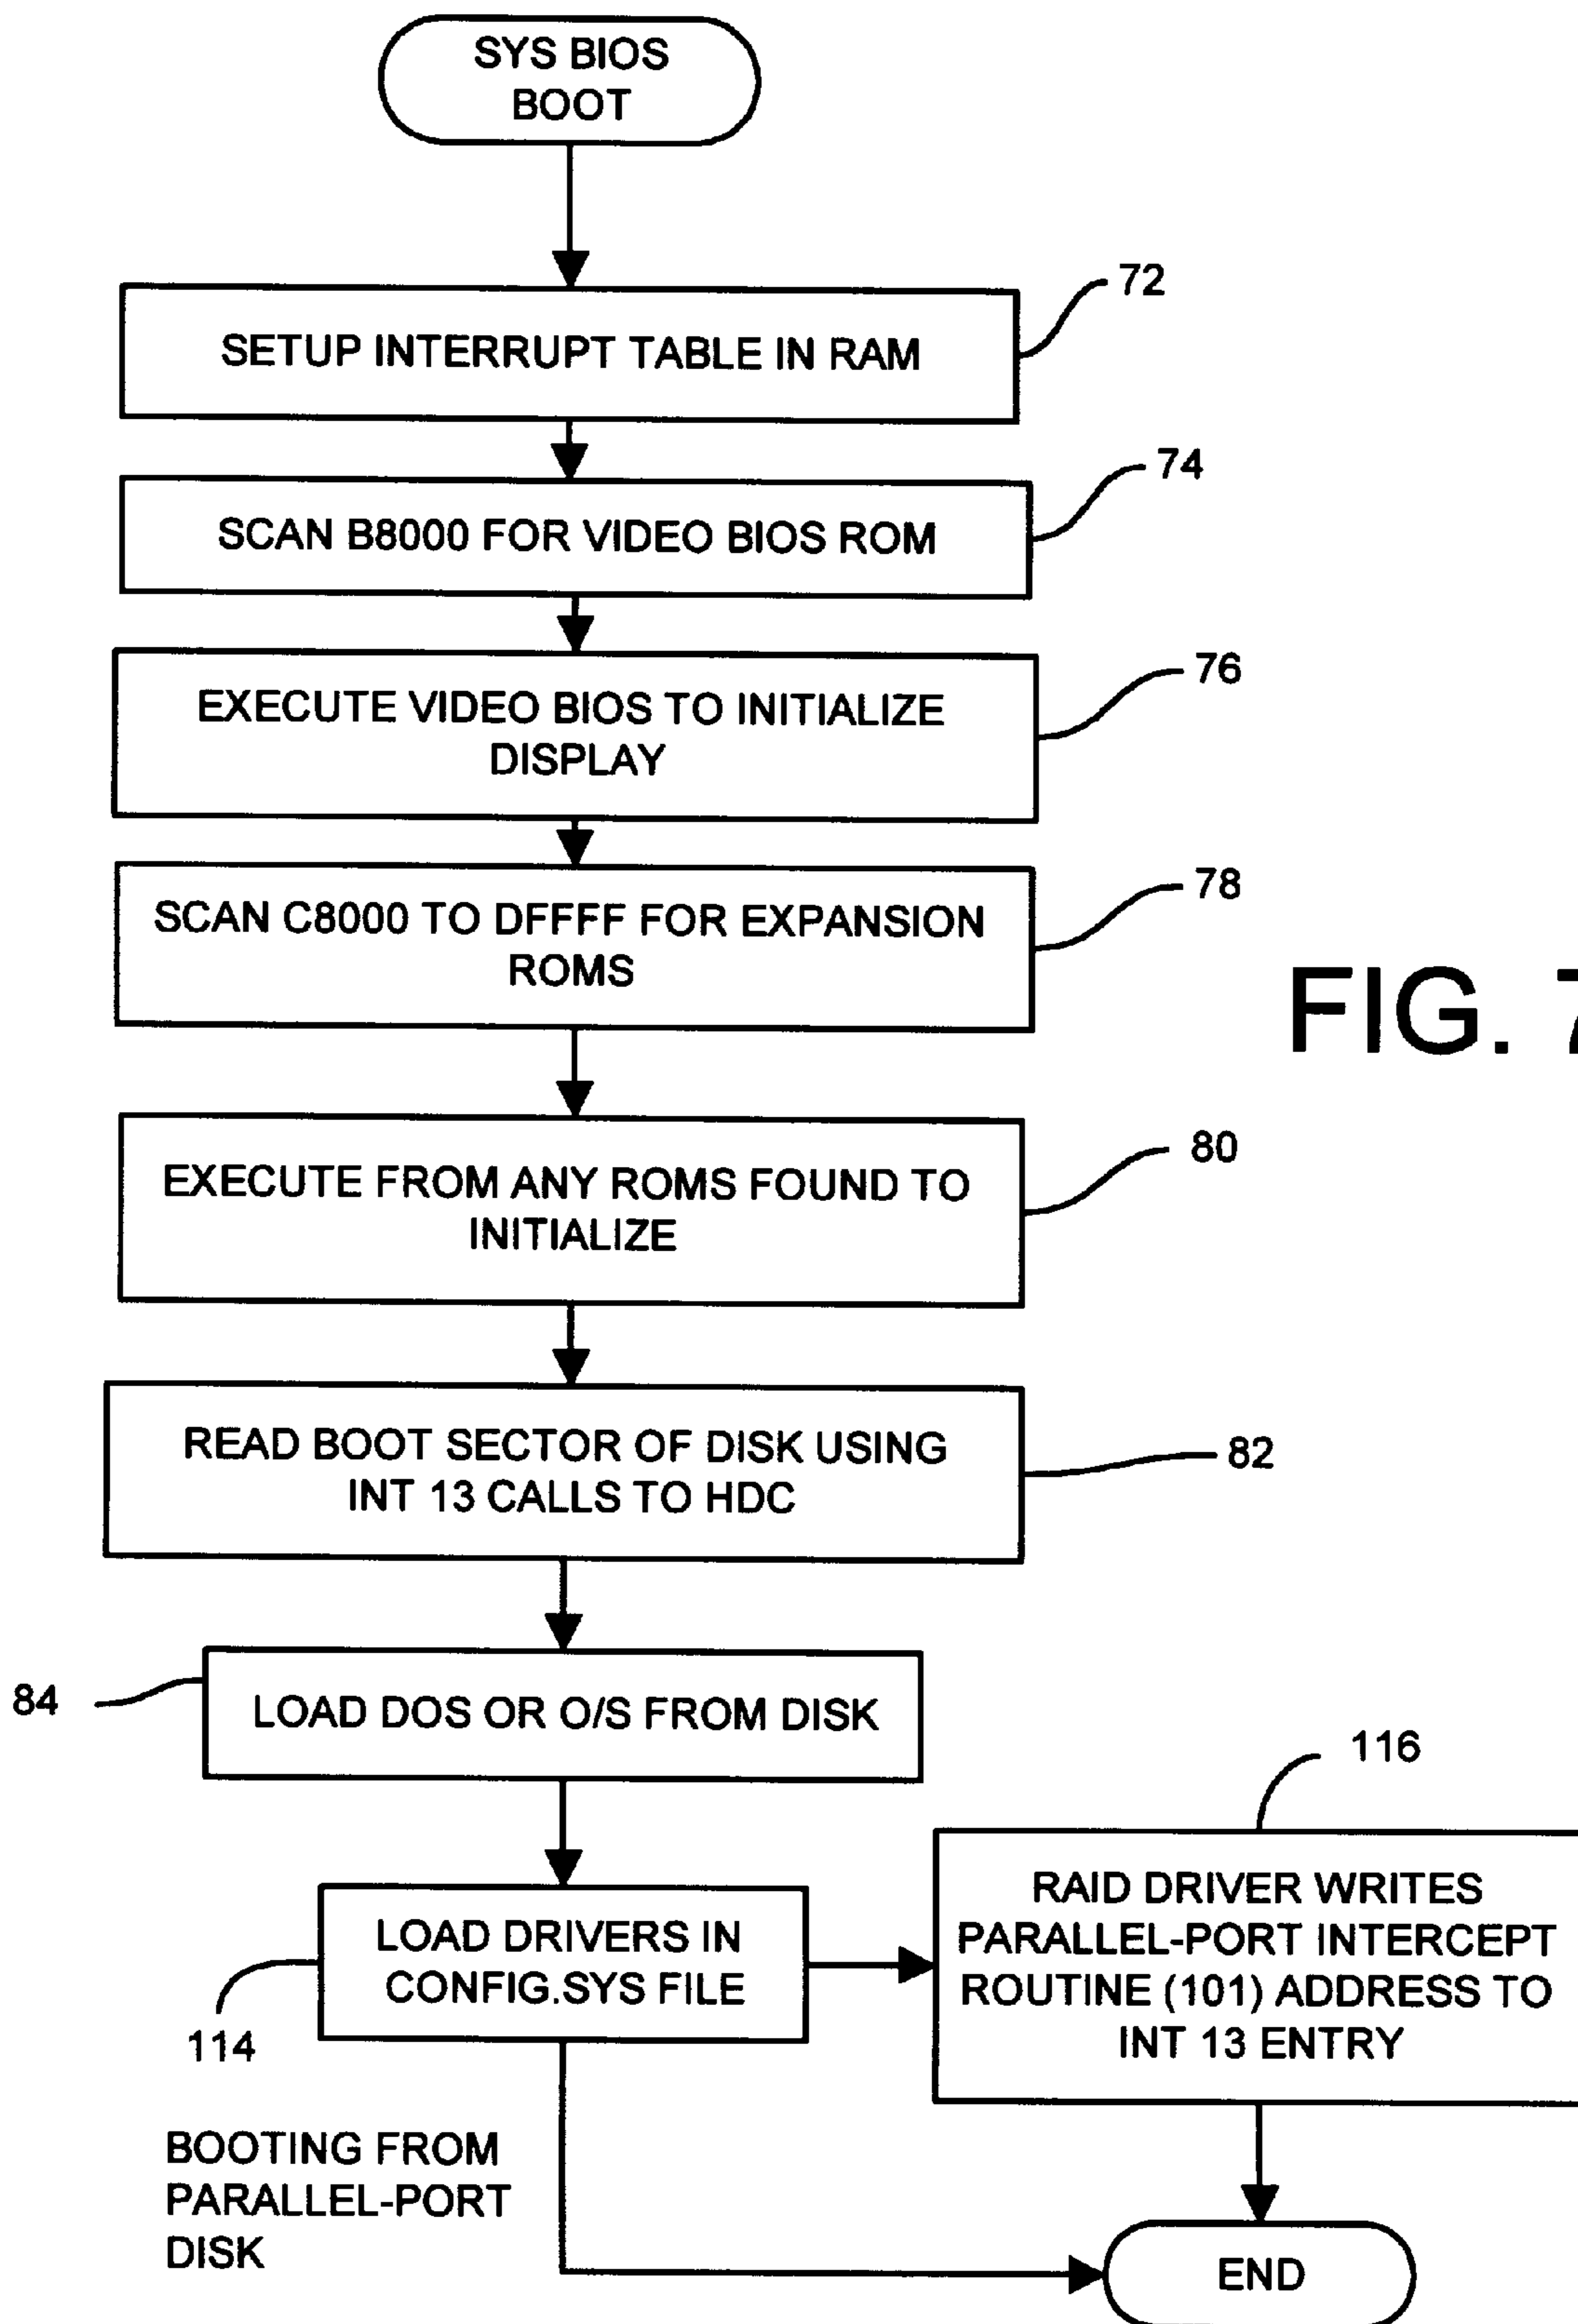 SYS BIOS
BOOT
72
SETUP INTERRUPT TABLE IN RAM
74
SCAN B8000 FOR VIDEO BIOS ROM
76
EXECUTE VIDEO BIOS TO INITIALIZE
DISPLAY
78
SCAN C8000 TO DFFFF FOR EXPANSION
ROMS
FIG. 7
80
EXECUTE FROM ANY ROMS FOUND TO
INITIALIZE
READ BOOT SECTOR OF DISK USING
INT 13 CALLS TO HDC
82
84
LOAD DOS OR O/S FROM DISK
116
LOAD DRIVERS IN
CONFIG.SYS FILE
114
RAID DRIVER WRITES
PARALLEL-PORT INTERCEPT
ROUTINE (101) ADDRESS TO
INT 13 ENTRY
BOOTING FROM
PARALLEL-PORT
DISK
END